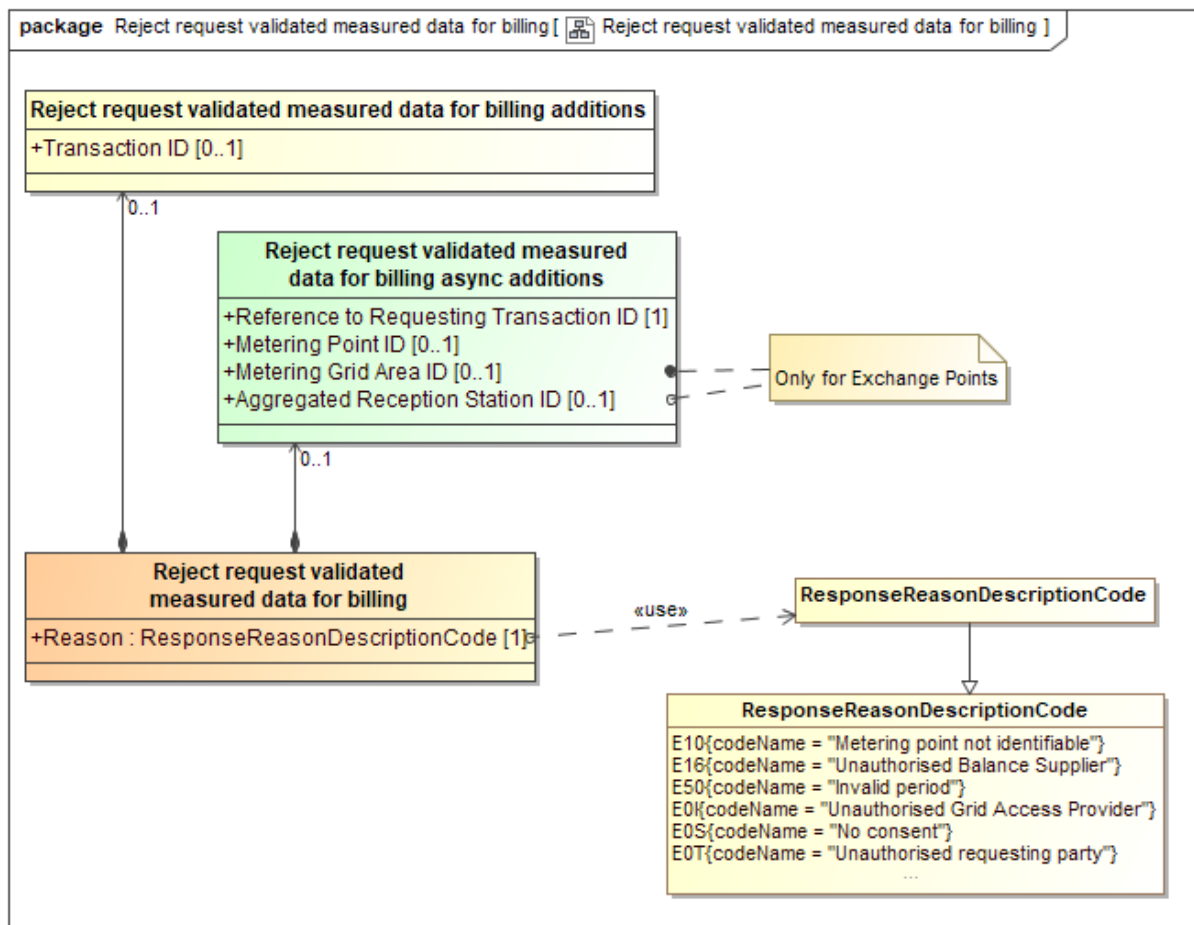 package Reject request validated measured data for billing [ Reject request validated measured data for billing ]
Reject request validated measured data for billing additions
+Transaction ID [0..1]
0..1
Reject request validated measured
data for billing async additions
+Reference to Requesting Transaction ID [1]
+Metering Point ID [0..1]
+Metering Grid Area ID [0..1]
+Aggregated Reception Station ID [0..1]
Only for Exchange Points
0..1
Reject request validated
measured data for billing
+Reason : ResponseReasonDescriptionCode [1]
«use»
ResponseReasonDescriptionCode
ResponseReasonDescriptionCode
E10{codeName = "Metering point not identifiable"}
E16{codeName = "Unauthorised Balance Supplier"}
E50{codeName = "Invalid period"}
E0I{codeName = "Unauthorised Grid Access Provider"}
E0S{codeName = "No consent"}
E0T{codeName = "Unauthorised requesting party"}
...